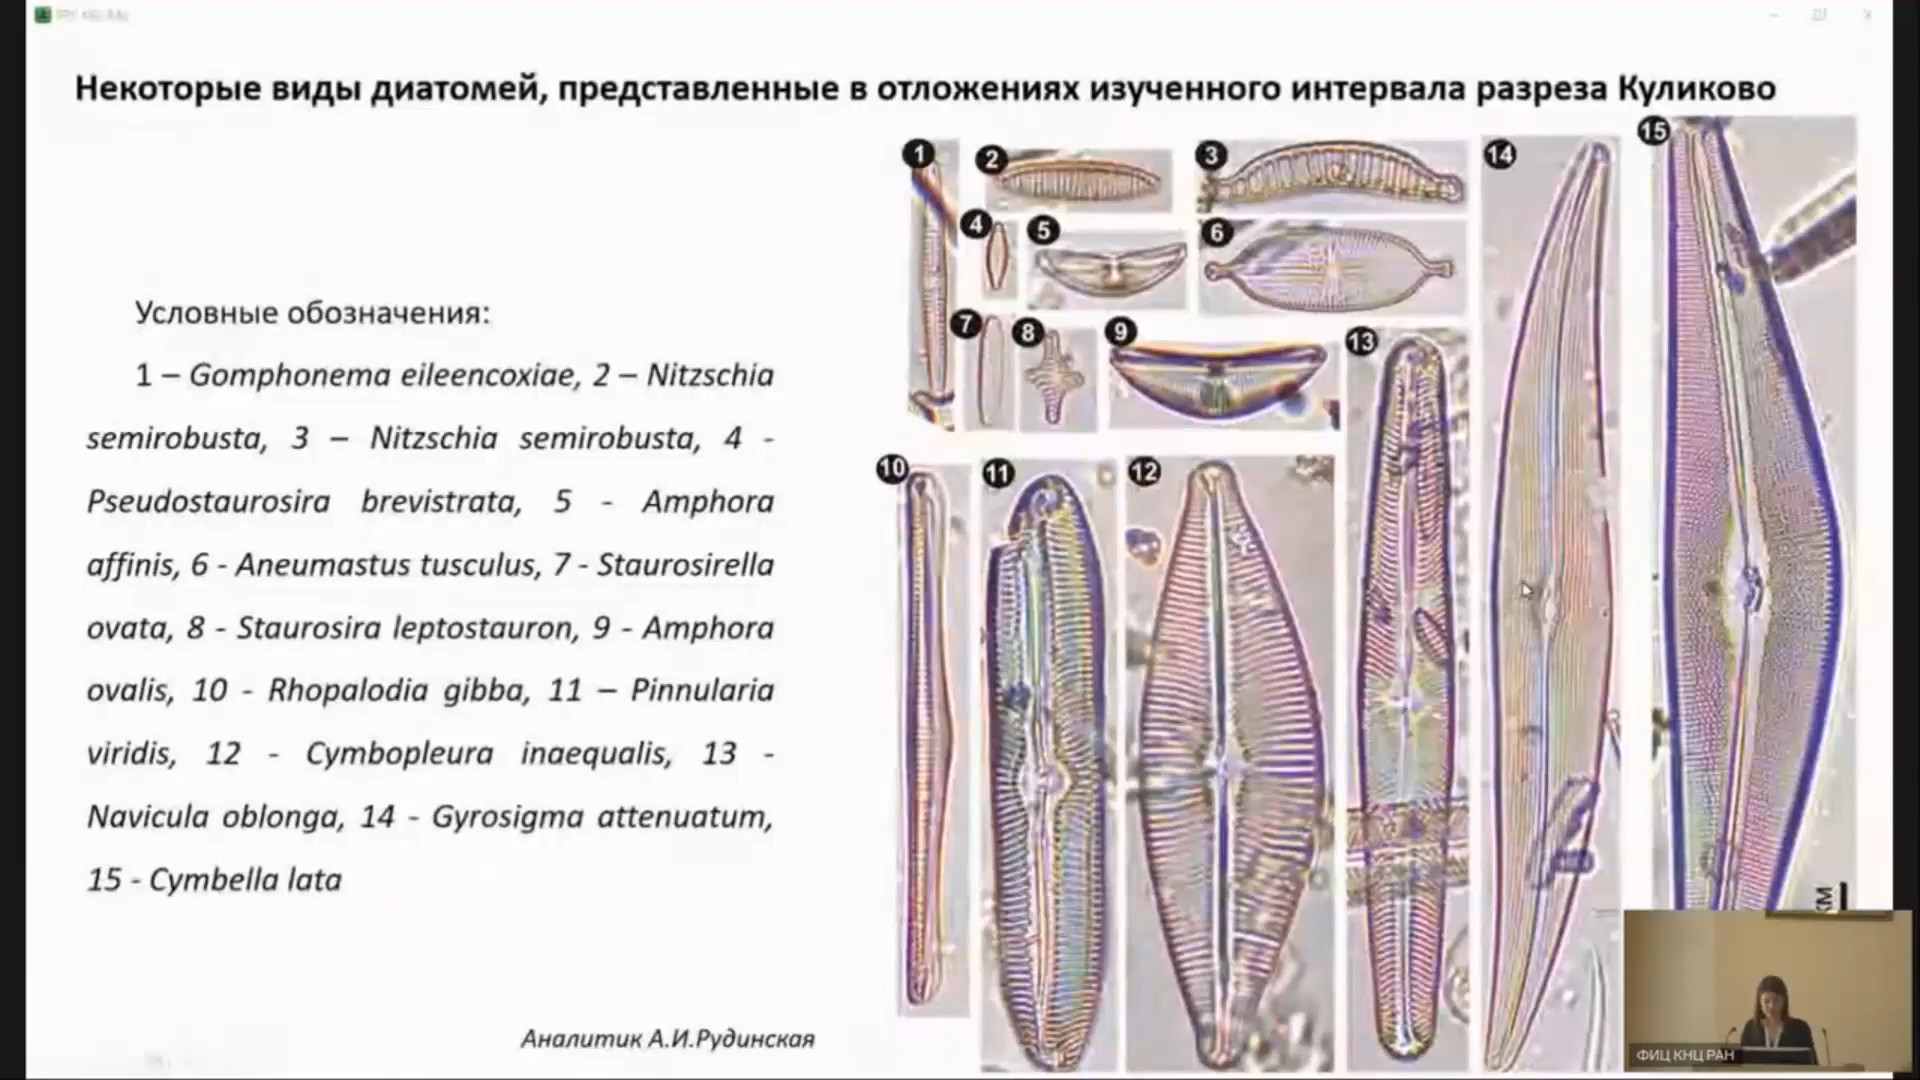 Некоторые виды диатомей, представленные в отложениях изученного интервала разреза Куликово
Условные обозначения:
1 – Gomphonema eileencoxiae, 2 – Nitzschia
semirobusta, 3 – Nitzschia semirobusta, 4 -
Pseudostaurosira brevistrata, 5 - Amphora
affinis, 6 - Aneumastus tusculus, 7 - Staurosirella
ovata, 8 - Staurosira leptostauron, 9 - Amphora
ovalis, 10 - Rhopalodia gibba, 11 – Pinnularia
viridis, 12 - Cymbopleura inaequalis, 13 -
Navicula oblonga, 14 - Gyrosigma attenuatum,
15 - Cymbella lata
Аналитик А.И.Рудинская
1
2
3
4
5
6
7
8
9
10
11
12
13
14
15
ФИЦ КНЦ РАН